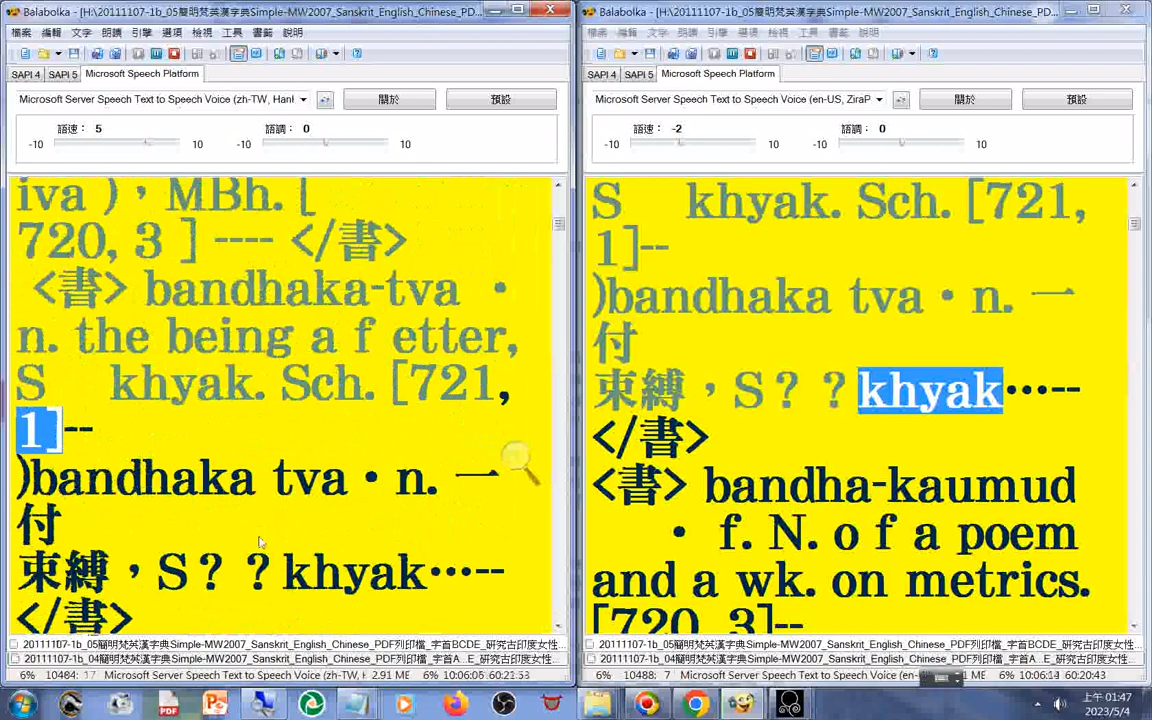 Balabolka - [H:\20111107-1b_05簡明梵英漢字典Simple-MW2007_Sanskrit_English_Chinese_PD...
檔案 編輯 文字 朗讀 引擎 選項 檢視 工具 書籤 說明
SAPI 4 SAPI 5 Microsoft Speech Platform
Microsoft Server Speech Text to Speech Voice (zh-TW, Hanl
關於 預設
語速： 5 語調： 0
-10 10 -10 10
iva )，MBh. [
720, 3 ] ---- </書>
<書> bandhaka-tva •
n. the being a f etter,
S khyak. Sch. [721,
1]--
)bandhaka tva • n. 一
付
束縛，S？？khyak…--
</書>
20111107-1b_05簡明梵英漢字典Simple-MW2007_Sanskrit_English_Chinese_PDF列印檔_字首BCDE_研究古印度女性...
20111107-1b_04簡明梵英漢字典Simple-MW2007_Sanskrit_English_Chinese_PDF列印檔_字首A..E_研究古印度女性...
6% 10484: 17 Microsoft Server Speech Text to Speech Voice (zh-TW, 2.91 ME 10:06:05 60:21:53
Balabolka - [H:\20111107-1b_05簡明梵英漢字典Simple-MW2007_Sanskrit_English_Chinese_PD...
檔案 編輯 文字 朗讀 引擎 選項 檢視 工具 書籤 說明
SAPI 4 SAPI 5 Microsoft Speech Platform
Microsoft Server Speech Text to Speech Voice (en-US, ZiraP
關於 預設
語速： -2 語調： 0
-10 10 -10 10
S khyak. Sch. [721,
1]--
)bandhaka tva • n. 一
付
束縛，S？？khyak…--
</書>
<書> bandha-kaumud
• f. N. o f a poem
and a wk. on metrics.
[720, 3]--
20111107-1b_05簡明梵英漢字典Simple-MW2007_Sanskrit_English_Chinese_PDF列印檔_字首BCDE_研究古印度女性...
20111107-1b_04簡明梵英漢字典Simple-MW2007_Sanskrit_English_Chinese_PDF列印檔_字首A..E_研究古印度女性...
6% 10488: 7 Microsoft Server Speech Text to Speech Voice ME 10:06:14 60:20:43
上午 01:47
2023/5/4